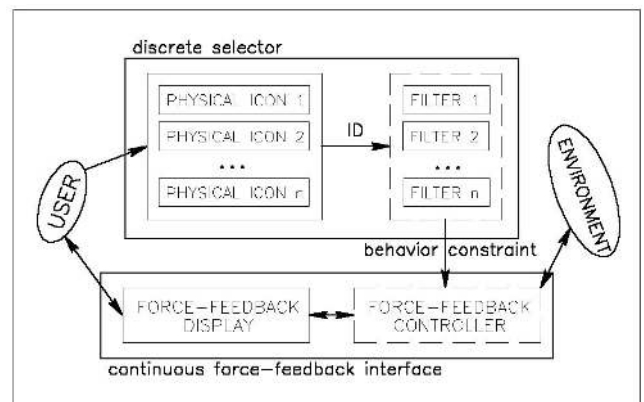 discrete selector
PHYSICAL ICON 1
PHYSICAL ICON 2
...
PHYSICAL ICON n
ID
FILTER 1
FILTER 2
...
FILTER n
USER
ENVIRONMENT
behavior constraint
FORCE-FEEDBACK
DISPLAY
FORCE-FEEDBACK
CONTROLLER
continuous force-feedback interface